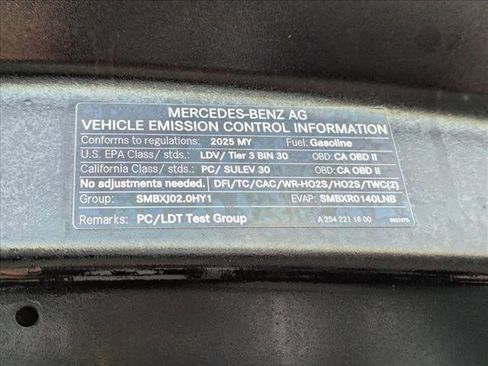 MERCEDES-BENZ AG
VEHICLE EMISSION CONTROL INFORMATION
Conforms to regulations: 2025 MY Fuel: Gasoline
U.S. EPA Class/ stds.: LDV/ Tier 3 BIN 30 OBD: CA OBD II
California Class/ stds.: PC/ SULEV 30 OBD: CA OBD II
No adjustments needed. DFI/TC/CAC/WR-HO2S/HO2S/TWC(2)
Group: SMBXJ02.0HY1 EVAP: SMBXR0140LNB
Remarks: PC/LDT Test Group A 254 221 18 00